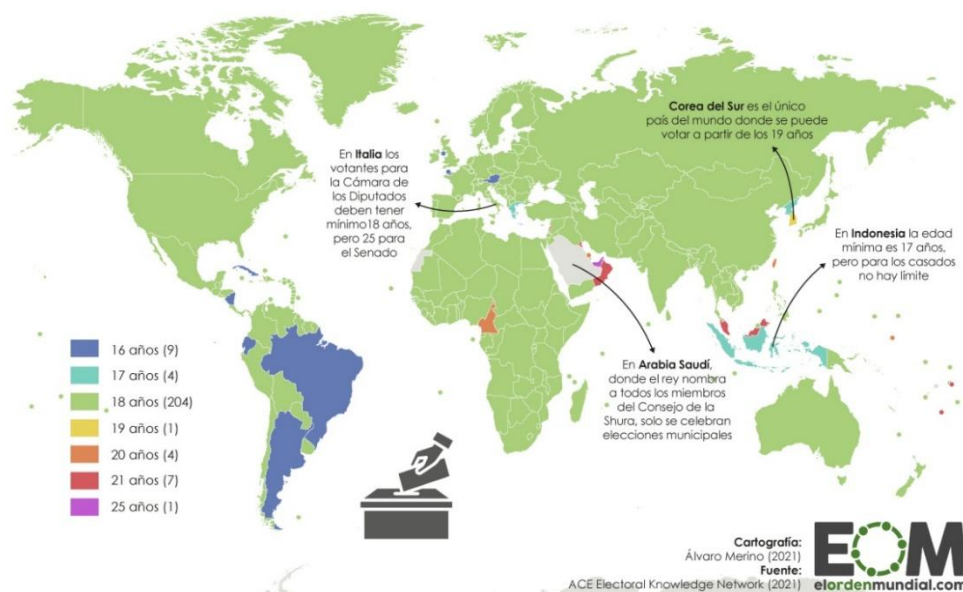 Corea del Sur es el único
país del mundo donde se puede
votar a partir de los 19 años
En Italia los
votantes para
la Cámara de
los Diputados
deben tener
mínimo18 años,
pero 25 para
el Senado
En Indonesia la edad
mínima es 17 años,
pero para los casados
no hay límite
En Arabia Saudí,
donde el rey nombra
a todos los miembros
del Consejo de la
Shura, solo se celebran
elecciones municipales
16 años (9)
17 años (4)
18 años (204)
19 años (1)
20 años (4)
21 años (7)
25 años (1)
Cartografía:
Álvaro Merino (2021)
Fuente:
ACE Electoral Knowledge Network (2021)
EOM
elordenmundial.com